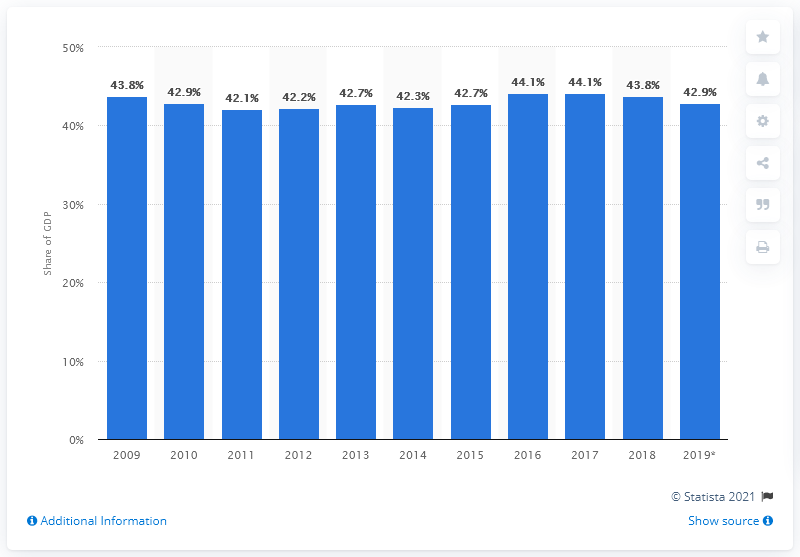 50%
40%
30%
20%
10%
0%
Share of GDP
43.8% 42.9% 42.1% 42.2% 42.7% 42.3% 42.7% 44.1% 44.1% 43.8% 42.9%
2009 2010 2011 2012 2013 2014 2015 2016 2017 2018 2019*
© Statista 2021
Additional Information Show source